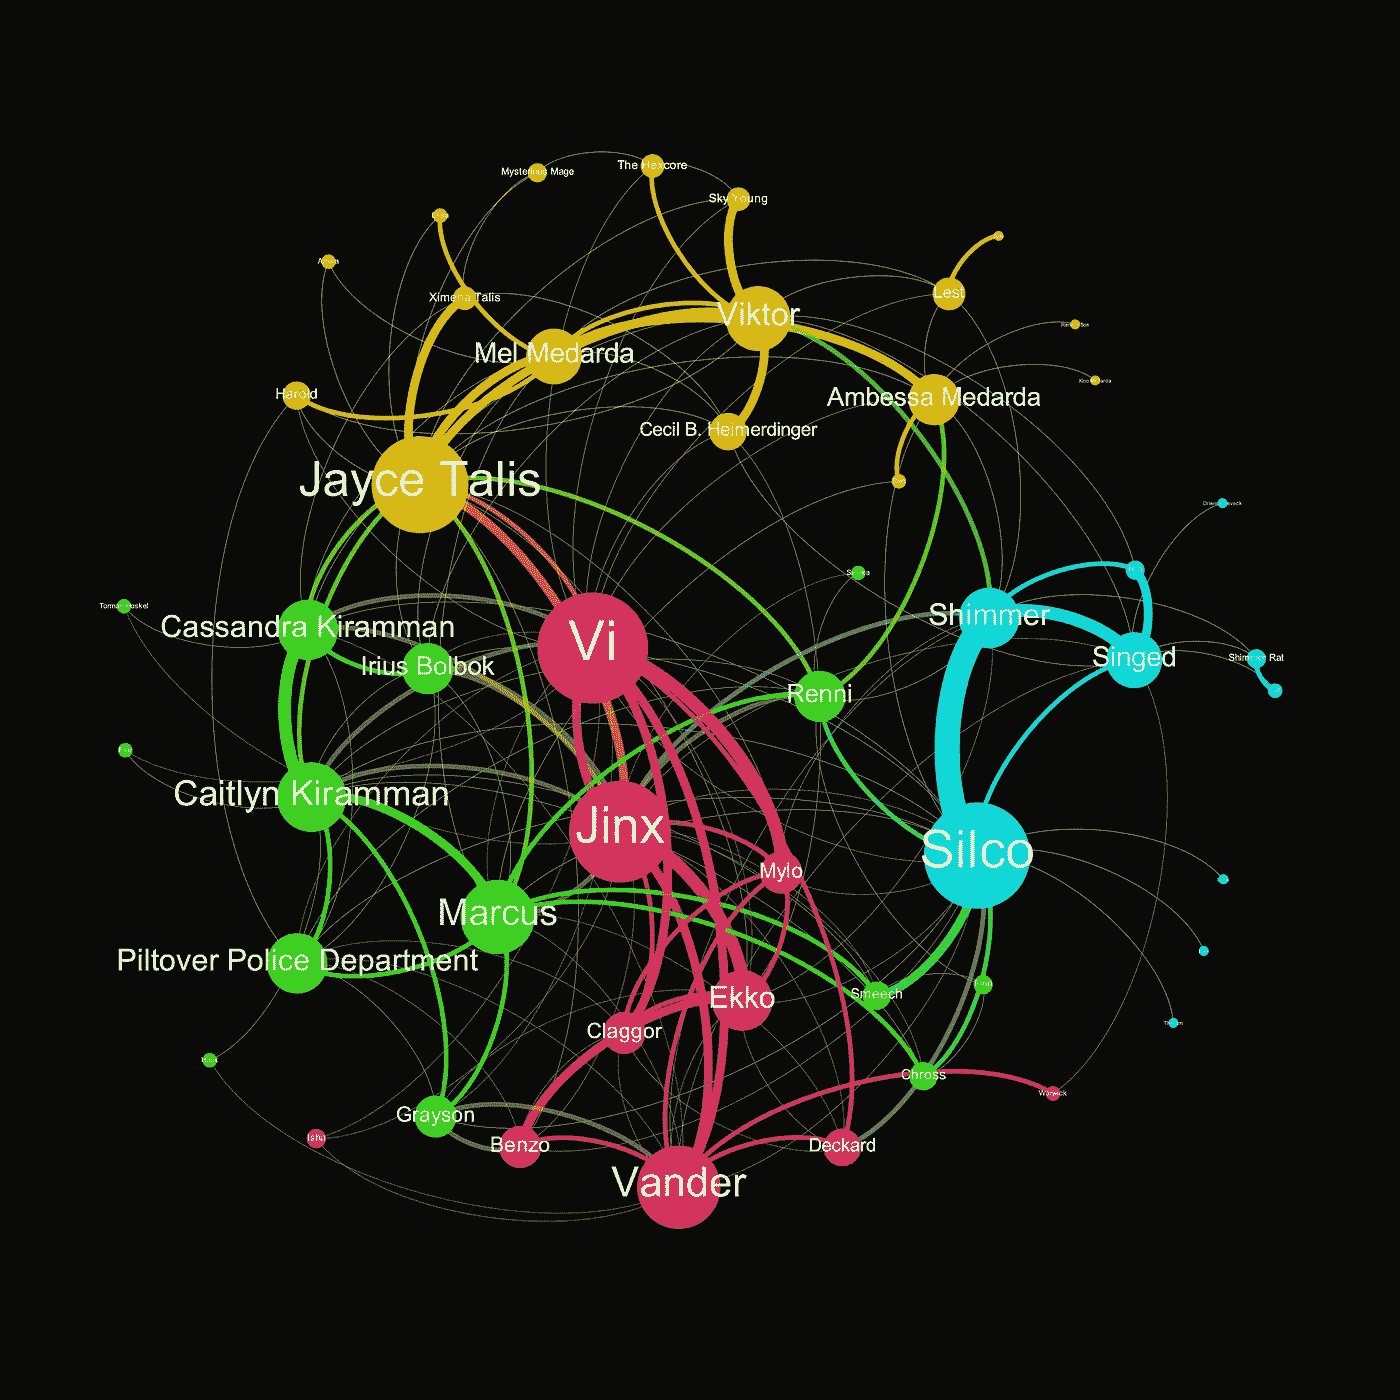 The Hexcore
Mysterious Mage
Sky Young
Lest
Ximena Talis
Viktor
Mel Medarda
Harold
Ambessa Medarda
Cecil B. Heimerdinger
Jayce Talis
Shimmer
Cassandra Kiramman
Vi
Singed
Shimmer Rat
Irius Bolbok
Renni
Caitlyn Kiramman
Jinx
Silco
Mylo
Marcus
Piltover Police Department
Smeech
Ekko
Claggor
Chross
Warwick
Grayson
Isha
Benzo
Deckard
Vander